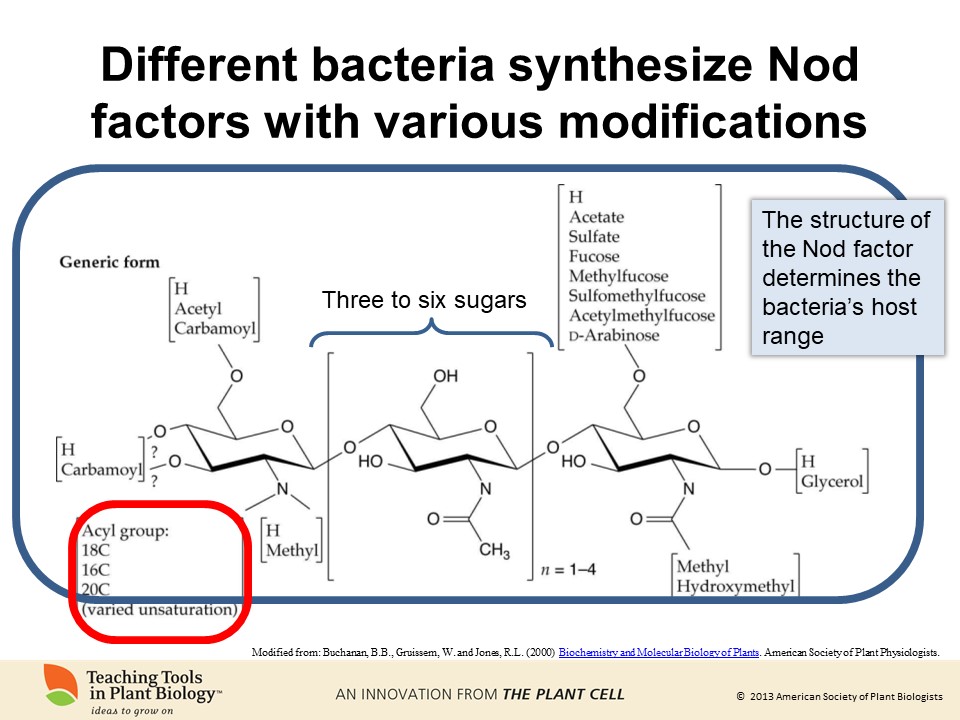 Different bacteria synthesize Nod
factors with various modifications
Generic form
H
Acetyl
Carbamoyl
Three to six sugars
H
Acetate
Sulfate
Fucose
Methylfucose
Sulfomethylfucose
Acetylmethylfucose
D-Arabinose
The structure of
the Nod factor
determines the
bacteria's host
range
O
OH
O
H
Carbamoyl
O
?
O
?
O
O
HO
O
O
HO
O
O
H
Glycerol
N
N
N
O
O
CH3
H
Methyl
n = 1–4
Acyl group:
18C
16C
20C
(varied unsaturation)
Methyl
Hydroxymethyl
Modified from: Buchanan, B.B., Gruissem, W. and Jones, R.L. (2000) Biochemistry and Molecular Biology of Plants. American Society of Plant Physiologists.
Teaching Tools
in Plant Biology™
ideas to grow on
AN INNOVATION FROM THE PLANT CELL
© 2013 American Society of Plant Biologists